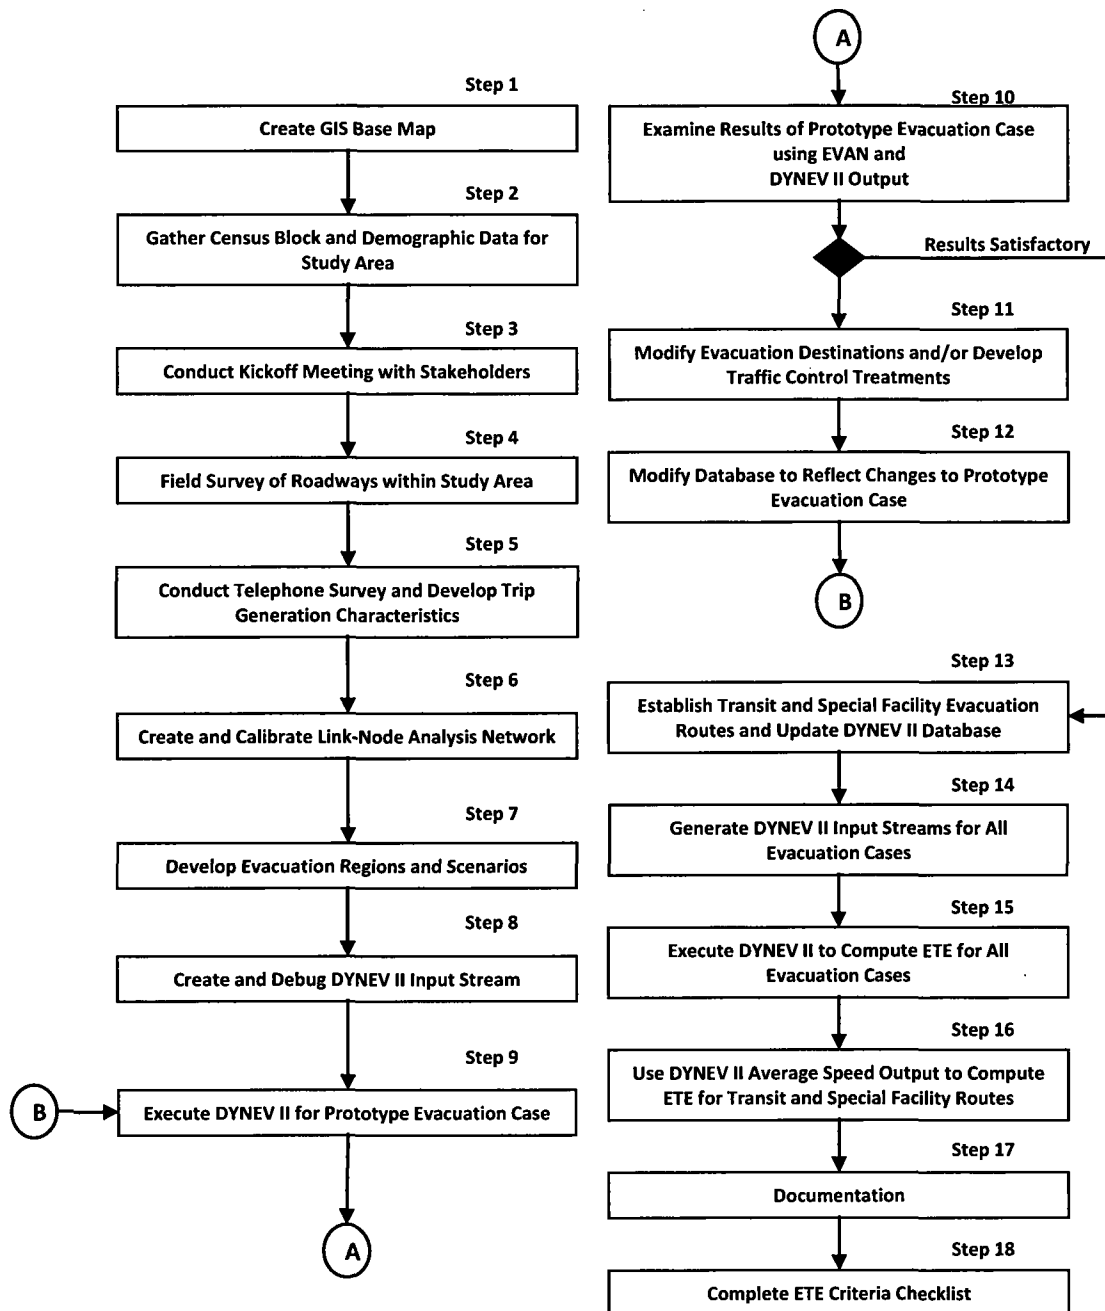 Step 1
Create GIS Base Map
Step 2
Gather Census Block and Demographic Data for
Study Area
Step 3
Conduct Kickoff Meeting with Stakeholders
Step 4
Field Survey of Roadways within Study Area
Step 5
Conduct Telephone Survey and Develop Trip
Generation Characteristics
Step 6
Create and Calibrate Link-Node Analysis Network
Step 7
Develop Evacuation Regions and Scenarios
Step 8
Create and Debug DYNEV II Input Stream
Step 9
B
Execute DYNEV II for Prototype Evacuation Case
A
A
Step 10
Examine Results of Prototype Evacuation Case
using EVAN and
DYNEV II Output
Results Satisfactory
Step 11
Modify Evacuation Destinations and/or Develop
Traffic Control Treatments
Step 12
Modify Database to Reflect Changes to Prototype
Evacuation Case
B
Step 13
Establish Transit and Special Facility Evacuation
Routes and Update DYNEV II Database
Step 14
Generate DYNEV II Input Streams for All
Evacuation Cases
Step 15
Execute DYNEV II to Compute ETE for All
Evacuation Cases
Step 16
Use DYNEV II Average Speed Output to Compute
ETE for Transit and Special Facility Routes
Step 17
Documentation
Step 18
Complete ETE Criteria Checklist